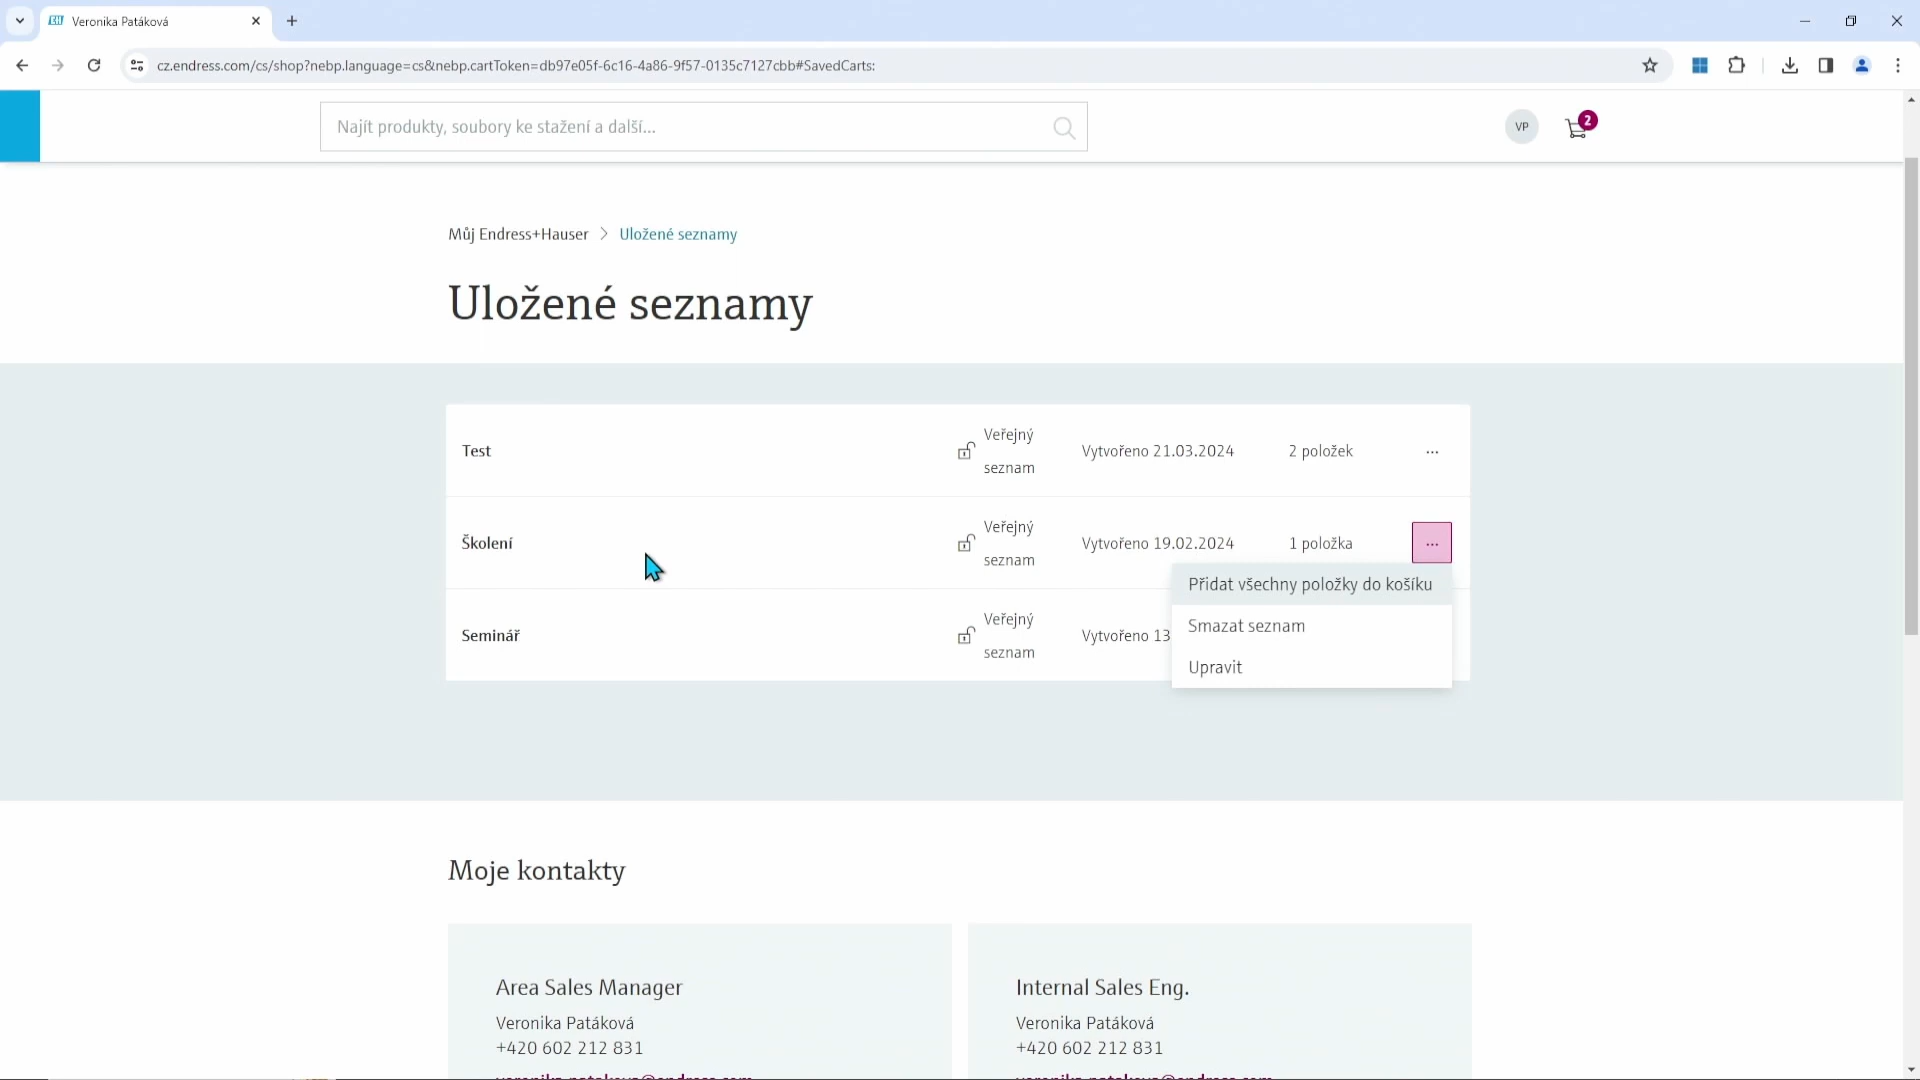 Veronika Patáková
cz.endress.com/cs/shop?nebp.language=cs&nebp.cartToken=db97e05f-6c16-4a86-9f57-0135c7127cbb#SavedCarts:
Najít produkty, soubory ke stažení a další...
VP
2
Můj Endress+Hauser > Uložené seznamy
Uložené seznamy
Test
Veřejný
seznam
Vytvořeno 21.03.2024
2 položek
...
Školení
Veřejný
seznam
Vytvořeno 19.02.2024
1 položka
...
Přidat všechny položky do košíku
Smazat seznam
Upravit
Seminář
Veřejný
seznam
Vytvořeno 13
Moje kontakty
Area Sales Manager
Veronika Patáková
+420 602 212 831
Internal Sales Eng.
Veronika Patáková
+420 602 212 831